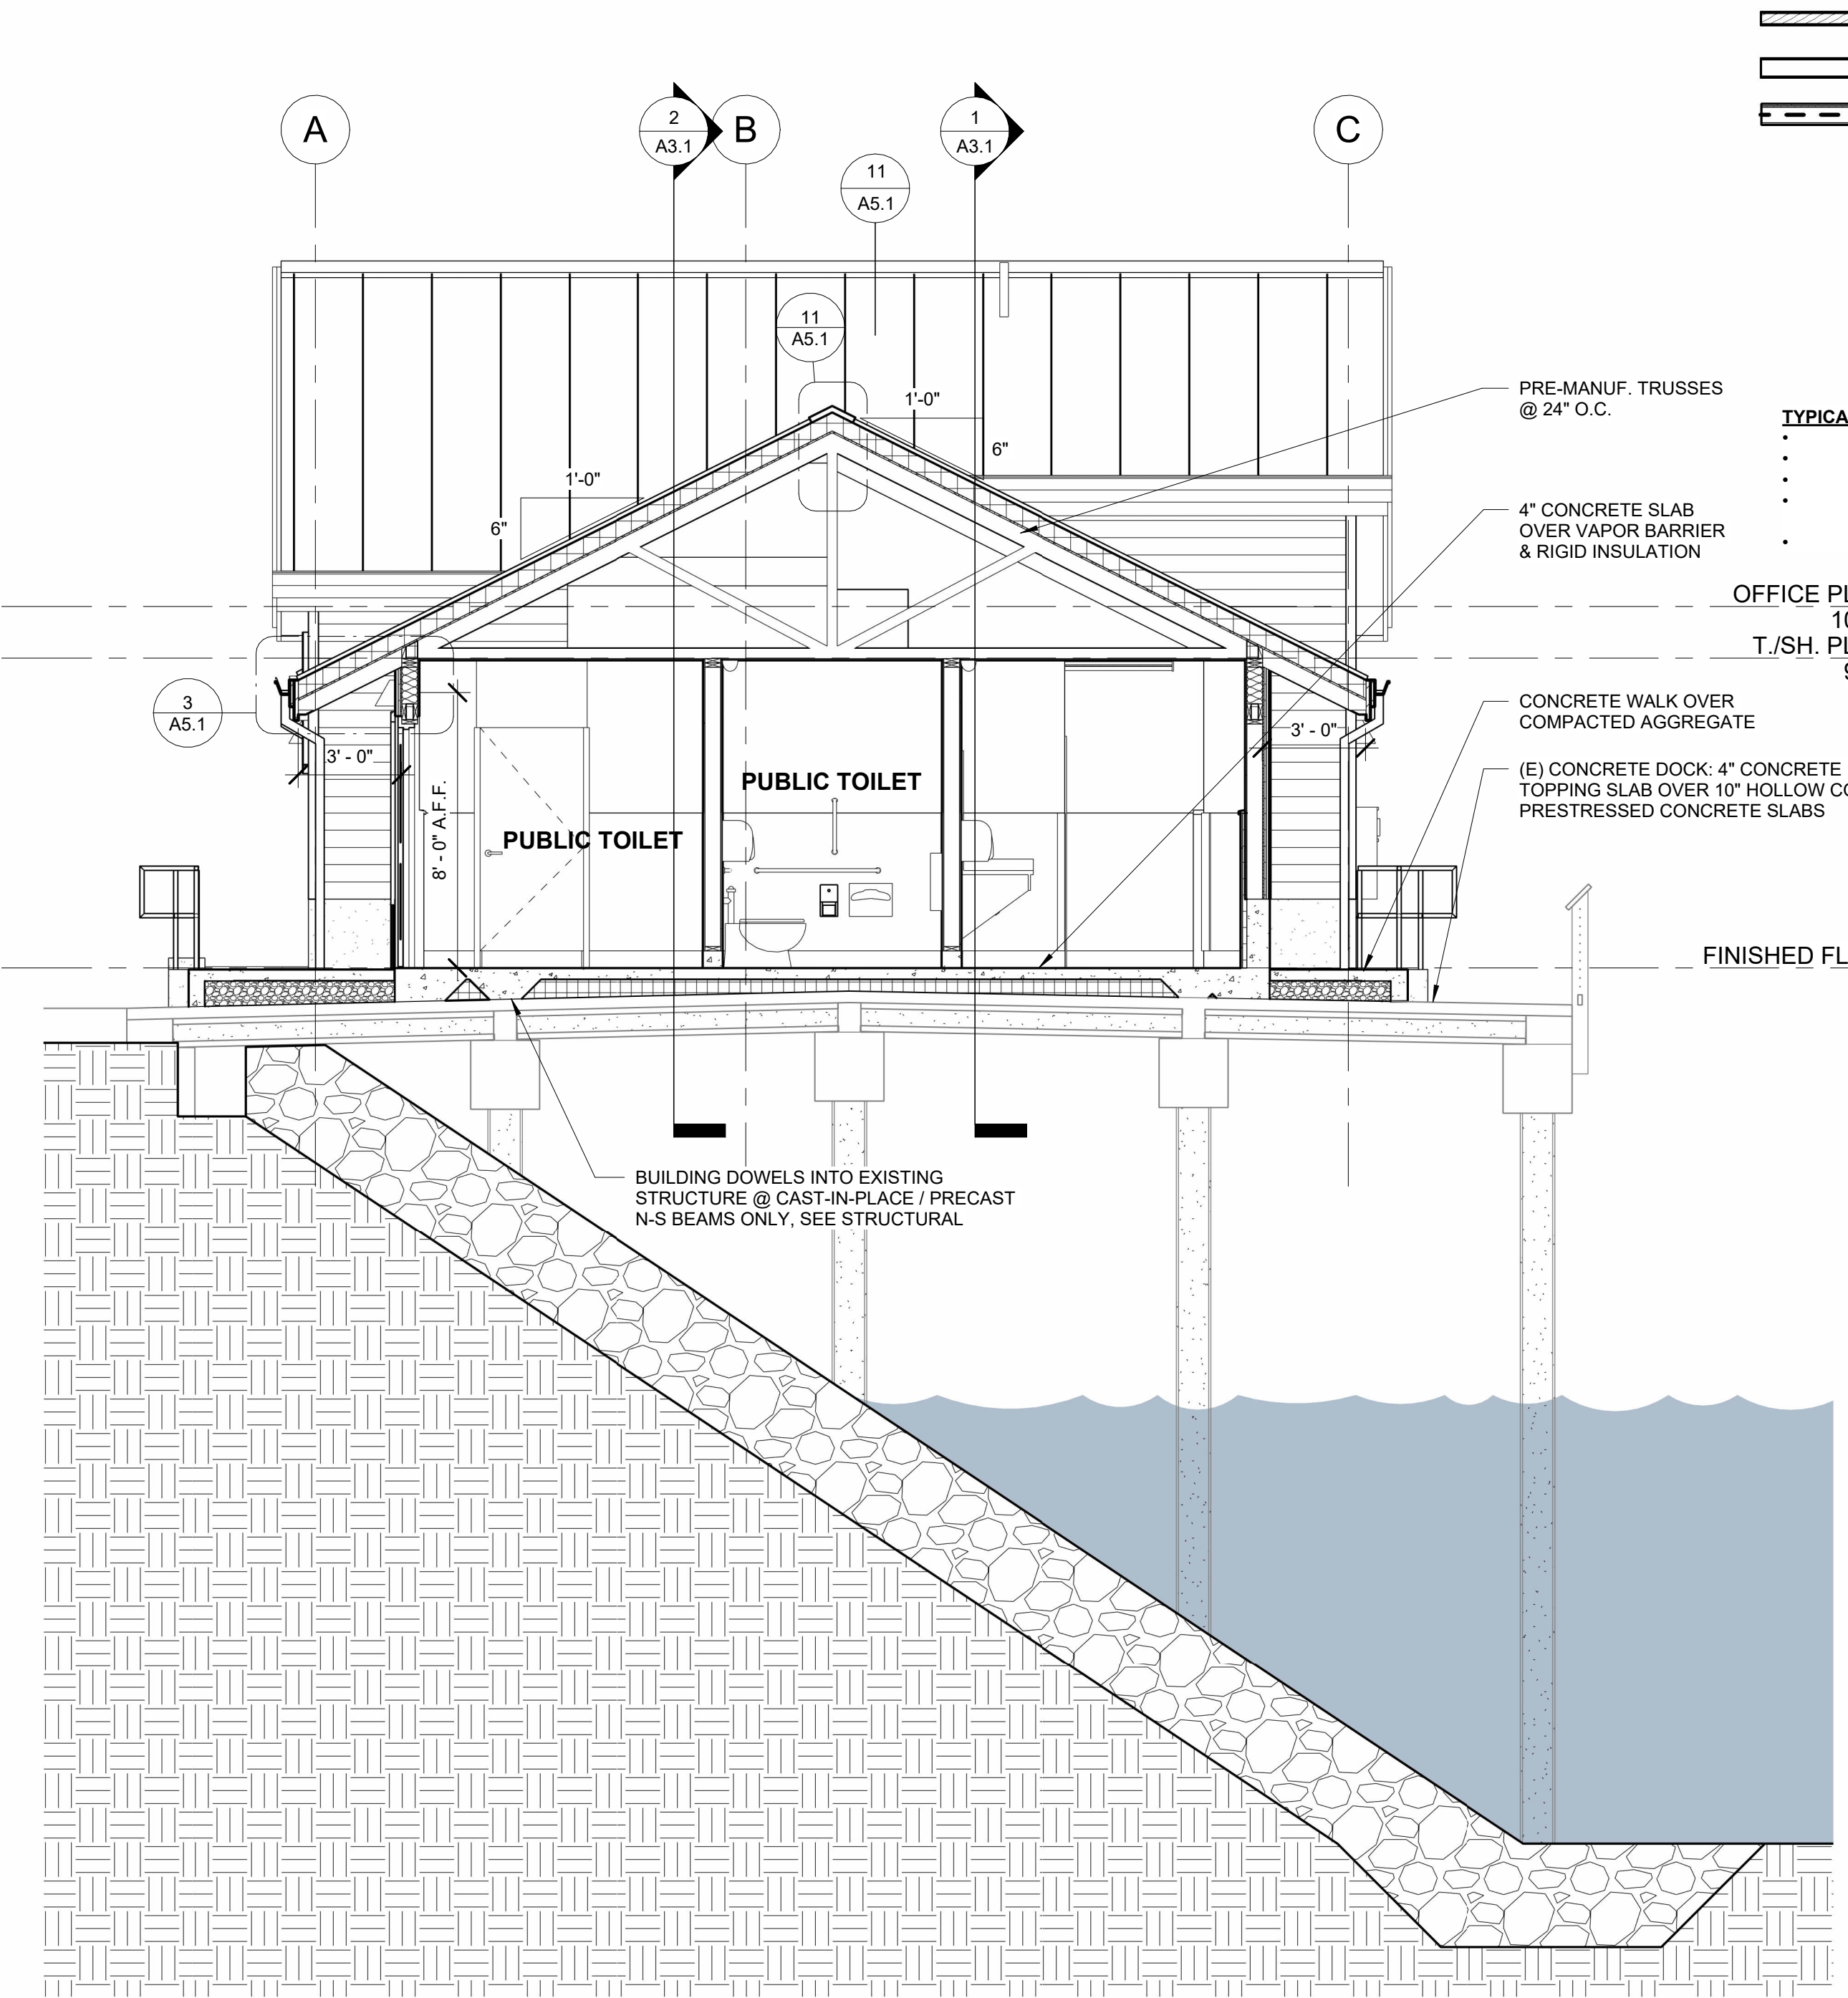 A
2
A3.1
B
1
A3.1
C
11
A5.1
11
A5.1
1'-0"
6"
1'-0"
6"
PRE-MANUF. TRUSSES
@ 24" O.C.
TYPICA
4" CONCRETE SLAB
OVER VAPOR BARRIER
& RIGID INSULATION
OFFICE PL
10
T./SH. PL
9
3
A5.1
CONCRETE WALK OVER
COMPACTED AGGREGATE
3' - 0"
3' - 0"
8' - 0" A.F.F.
PUBLIC TOILET
PUBLIC TOILET
(E) CONCRETE DOCK: 4" CONCRETE
TOPPING SLAB OVER 10" HOLLOW CO
PRESTRESSED CONCRETE SLABS
FINISHED FL
BUILDING DOWELS INTO EXISTING
STRUCTURE @ CAST-IN-PLACE / PRECAST
N-S BEAMS ONLY, SEE STRUCTURAL